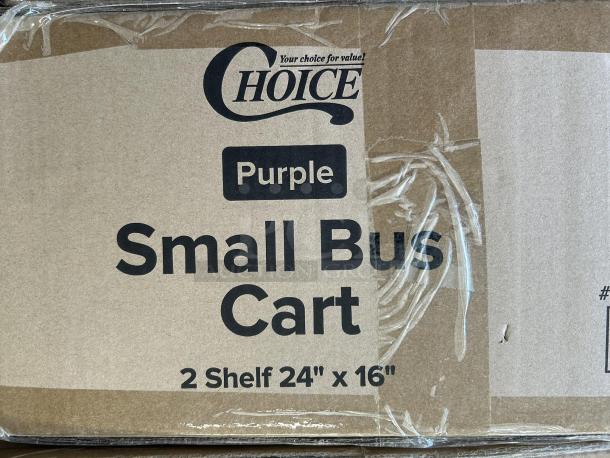 Your choice for value!
CHOICE
Purple
Small Bus
Cart
2 Shelf 24" x 16"
#